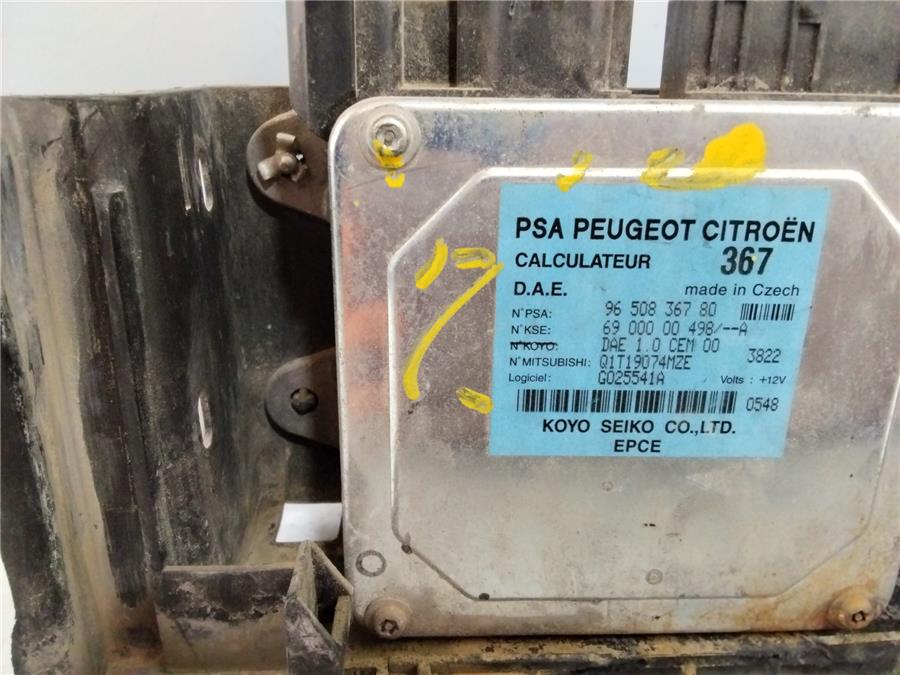 PSA PEUGEOT CITROËN
CALCULATEUR 367
D.A.E. made in Czech
N°PSA: 96 508 367 80
N°KSE: 69 000 00 498/--A
N°KOYO: DAE 1.0 CEM 00
N°MITSUBISHI: Q1T19074MZE 3822
Logiciel: G025541A Volts : +12V
0548
KOYO SEIKO CO.,LTD.
EPCE